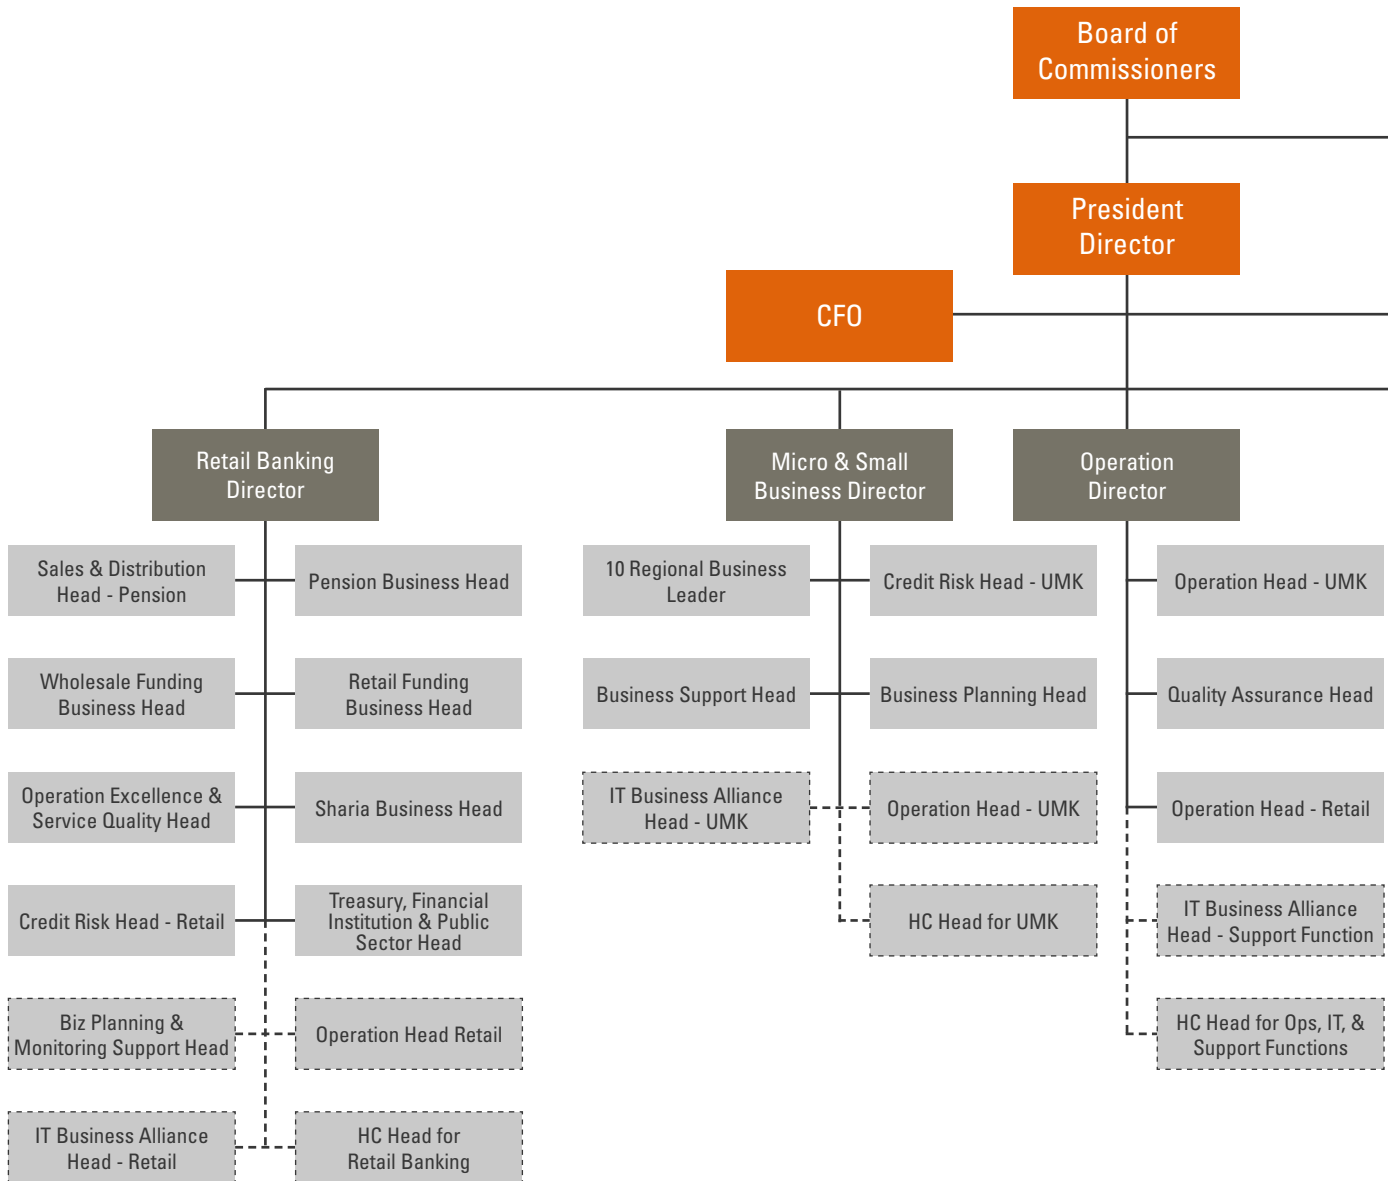 Board of
Commissioners
President
Director
CFO
Retail Banking
Director
Micro & Small
Business Director
Operation
Director
Sales & Distribution
Head - Pension
Pension Business Head
Wholesale Funding
Business Head
Retail Funding
Business Head
Operation Excellence &
Service Quality Head
Sharia Business Head
Credit Risk Head - Retail
Treasury, Financial
Institution & Public
Sector Head
Biz Planning &
Monitoring Support Head
Operation Head Retail
IT Business Alliance
Head - Retail
HC Head for
Retail Banking
10 Regional Business
Leader
Credit Risk Head - UMK
Business Support Head
Business Planning Head
IT Business Alliance
Head - UMK
Operation Head - UMK
HC Head for UMK
Operation Head - UMK
Quality Assurance Head
Operation Head - Retail
IT Business Alliance
Head - Support Function
HC Head for Ops, IT, &
Support Functions